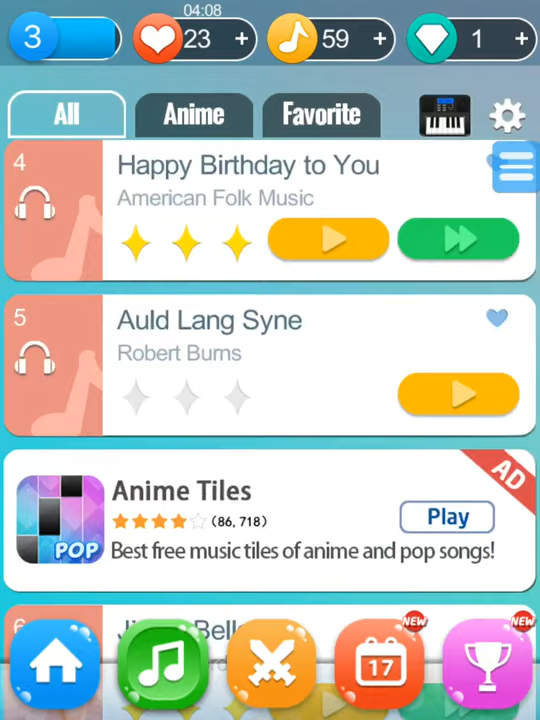 04:08
3
23 +
59 +
1 +
All
Anime
Favorite
4
Happy Birthday to You
American Folk Music
5
Auld Lang Syne
Robert Burns
AD
Anime Tiles
(86, 718)
Play
POP
Best free music tiles of anime and pop songs!
6
NEW
NEW
17